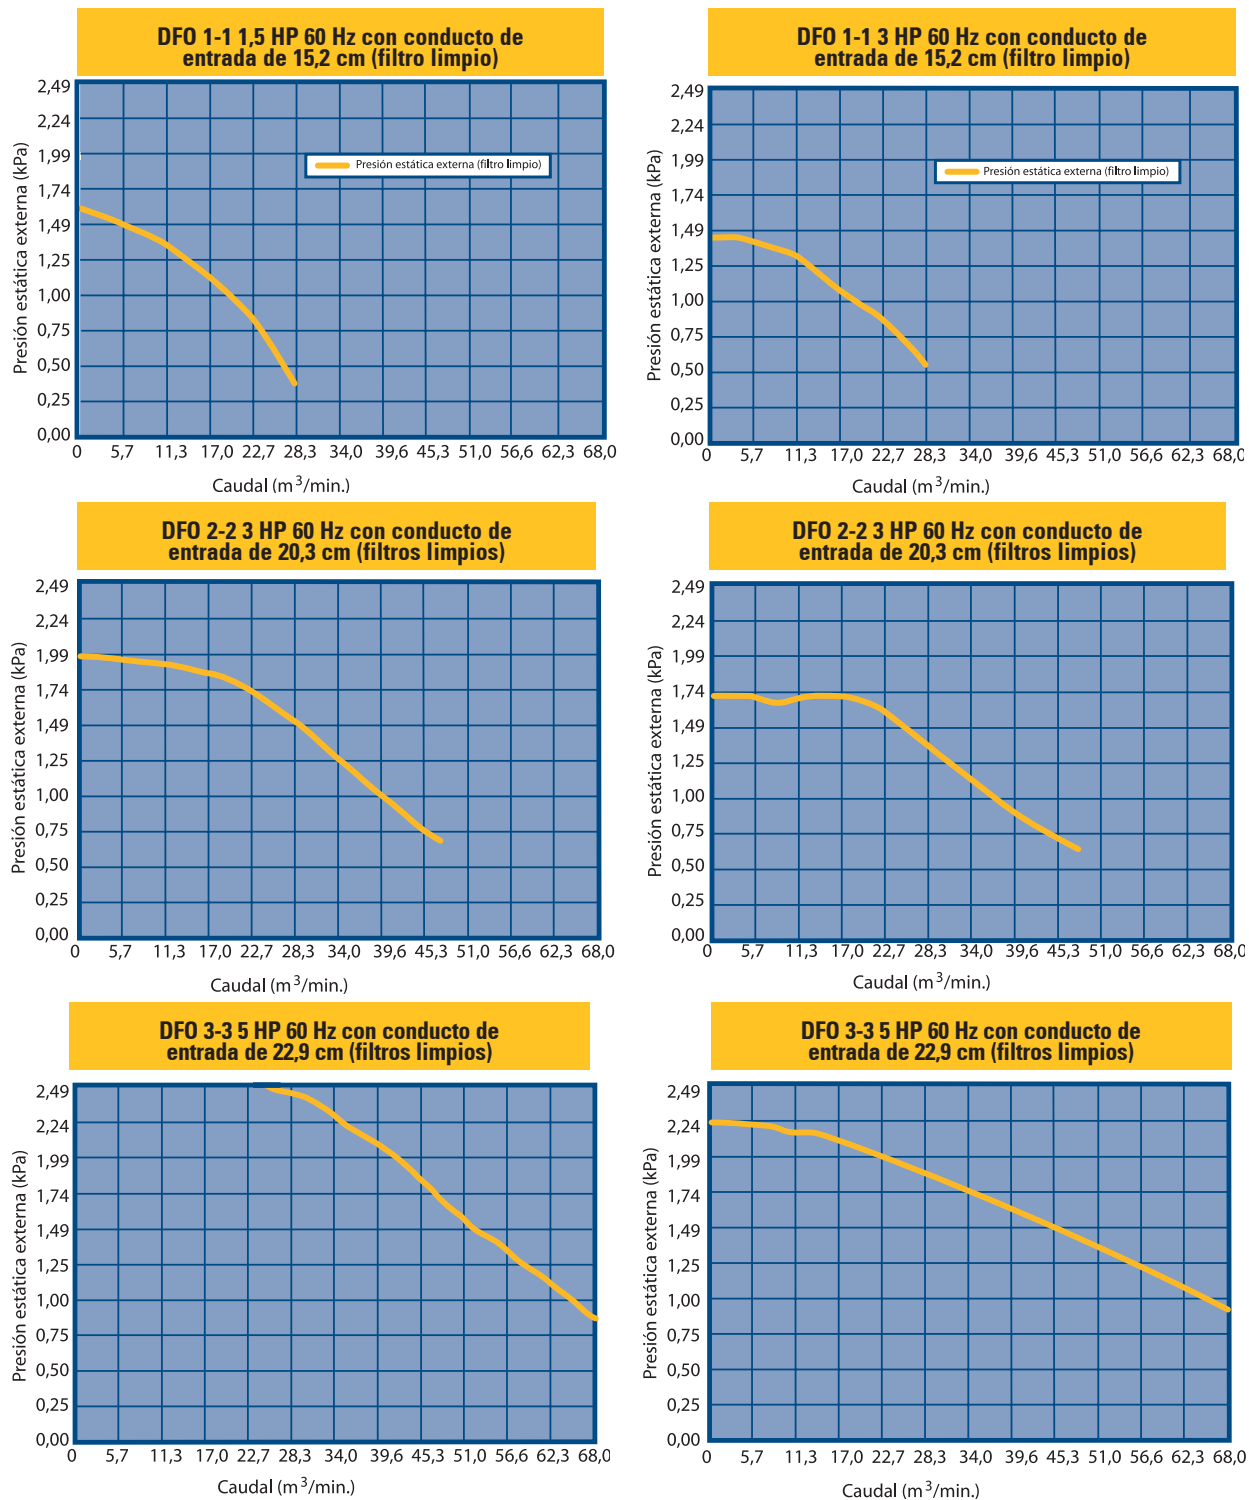 DFO 1-1 1,5 HP 60 Hz con conducto de
entrada de 15,2 cm (filtro limpio)
Presión estática externa (kPa)
2,49
2,24
1,99
1,74
1,49
1,25
1,00
0,75
0,50
0,25
0,00
Presión estática externa (filtro limpio)
0 5,7 11,3 17,0 22,7 28,3 34,0 39,6 45,3 51,0 56,6 62,3 68,0
Caudal (m³/min.)
DFO 1-1 3 HP 60 Hz con conducto de
entrada de 15,2 cm (filtro limpio)
Presión estática externa (kPa)
2,49
2,24
1,99
1,74
1,49
1,25
1,00
0,75
0,50
0,25
0,00
Presión estática externa (filtro limpio)
0 5,7 11,3 17,0 22,7 28,3 34,0 39,6 45,3 51,0 56,6 62,3 68,0
Caudal (m³/min.)
DFO 2-2 3 HP 60 Hz con conducto de
entrada de 20,3 cm (filtros limpios)
Presión estática externa (kPa)
2,49
2,24
1,99
1,74
1,49
1,25
1,00
0,75
0,50
0,25
0,00
0 5,7 11,3 17,0 22,7 28,3 34,0 39,6 45,3 51,0 56,6 62,3 68,0
Caudal (m³/min.)
DFO 2-2 3 HP 60 Hz con conducto de
entrada de 20,3 cm (filtros limpios)
Presión estática externa (kPa)
2,49
2,24
1,99
1,74
1,49
1,25
1,00
0,75
0,50
0,25
0,00
0 5,7 11,3 17,0 22,7 28,3 34,0 39,6 45,3 51,0 56,6 62,3 68,0
Caudal (m³/min.)
DFO 3-3 5 HP 60 Hz con conducto de
entrada de 22,9 cm (filtros limpios)
Presión estática externa (kPa)
2,49
2,24
1,99
1,74
1,49
1,25
1,00
0,75
0,50
0,25
0,00
0 5,7 11,3 17,0 22,7 28,3 34,0 39,6 45,3 51,0 56,6 62,3 68,0
Caudal (m³/min.)
DFO 3-3 5 HP 60 Hz con conducto de
entrada de 22,9 cm (filtros limpios)
Presión estática externa (kPa)
2,49
2,24
1,99
1,74
1,49
1,25
1,00
0,75
0,50
0,25
0,00
0 5,7 11,3 17,0 22,7 28,3 34,0 39,6 45,3 51,0 56,6 62,3 68,0
Caudal (m³/min.)